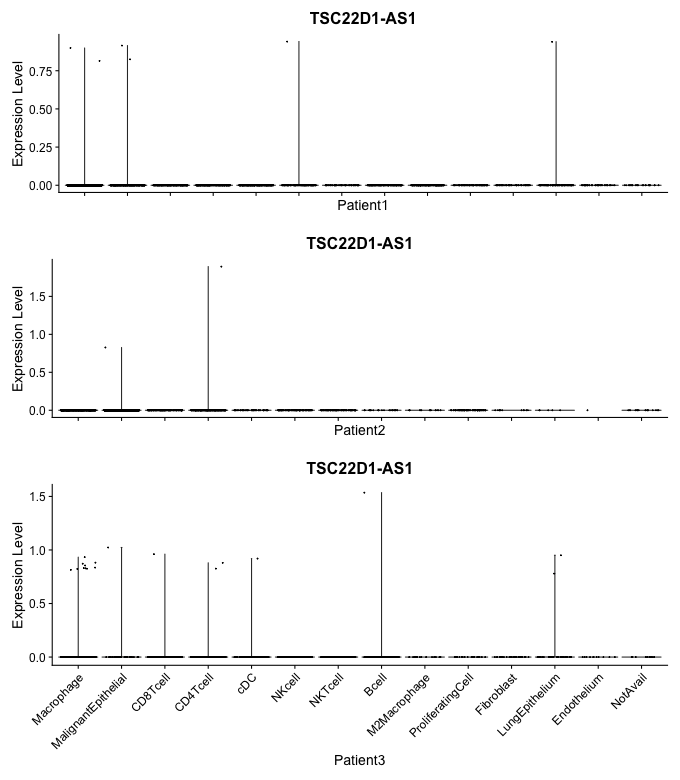 TSC22D1-AS1
Expression Level
0.75
0.50
0.25
0.00
Patient1
TSC22D1-AS1
Expression Level
1.5
1.0
0.5
0.0
Patient2
TSC22D1-AS1
Expression Level
1.5
1.0
0.5
0.0
Macrophage
MalignantEpithelial
CD8Tcell
CD4Tcell
cDC
NKcell
NKTcell
Bcell
M2Macrophage
ProliferatingCell
Fibroblast
LungEpithelium
Endothelium
NotAvail
Patient3